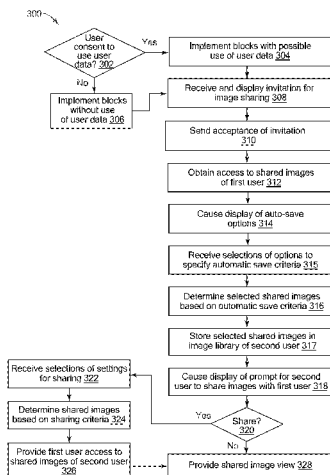 300
User
consent to
use user
data? 302
Yes
No
Implement blocks with possible
use of user data 304
Implement blocks
without use
of user data 306
Receive and display invitation for
image sharing 308
Send acceptance of invitation
310
Obtain access to shared images
of first user 312
Cause display of auto-save
options 314
Receive selections of options to
specify automatic save criteria 315
Determine selected shared images
based on automatic save criteria 316
Store selected shared images in
image library of second user 317
Cause display of prompt for second
user to share images with first user 318
Share?
320
Yes
No
Receive selections of settings
for sharing 322
Determine shared images
based on sharing criteria 324
Provide first user access to
shared images of second user
326
Provide shared image view 328